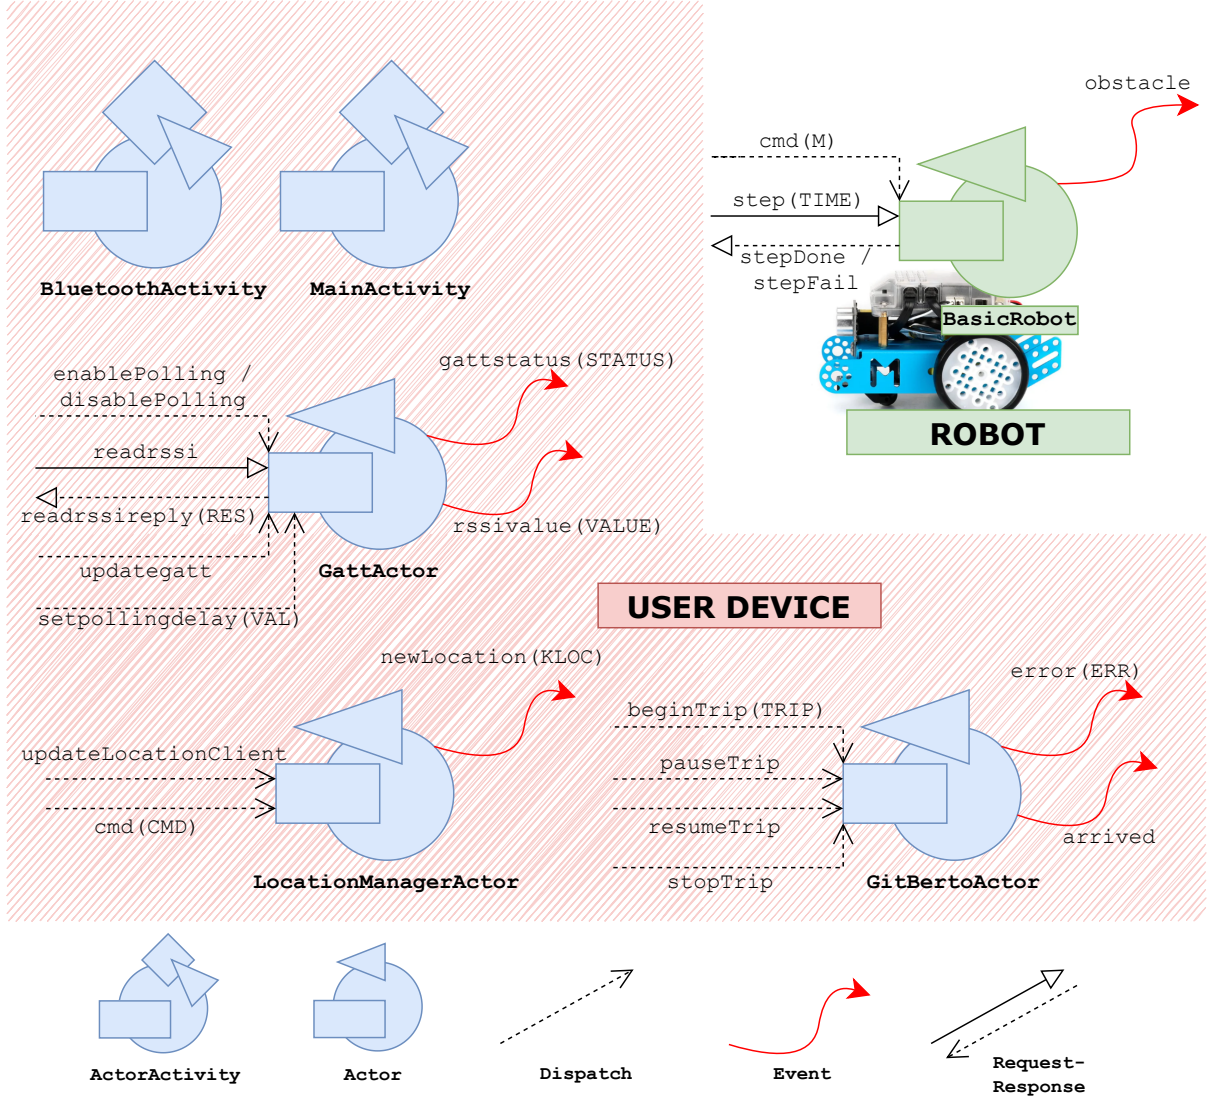 obstacle
cmd(M)
step(TIME)
stepDone /
stepFail
BasicRobot
M
ROBOT
BluetoothActivity
MainActivity
enablePolling /
disablePolling
readrssi
readrssireply(RES)
updategatt
setpollingdelay(VAL)
gattstatus(STATUS)
rssivalue(VALUE)
GattActor
USER DEVICE
newLocation(KLOC)
updateLocationClient
cmd(CMD)
LocationManagerActor
error(ERR)
beginTrip(TRIP)
pauseTrip
resumeTrip
stopTrip
arrived
GitBertoActor
ActorActivity
Actor
Dispatch
Event
Request-
Response